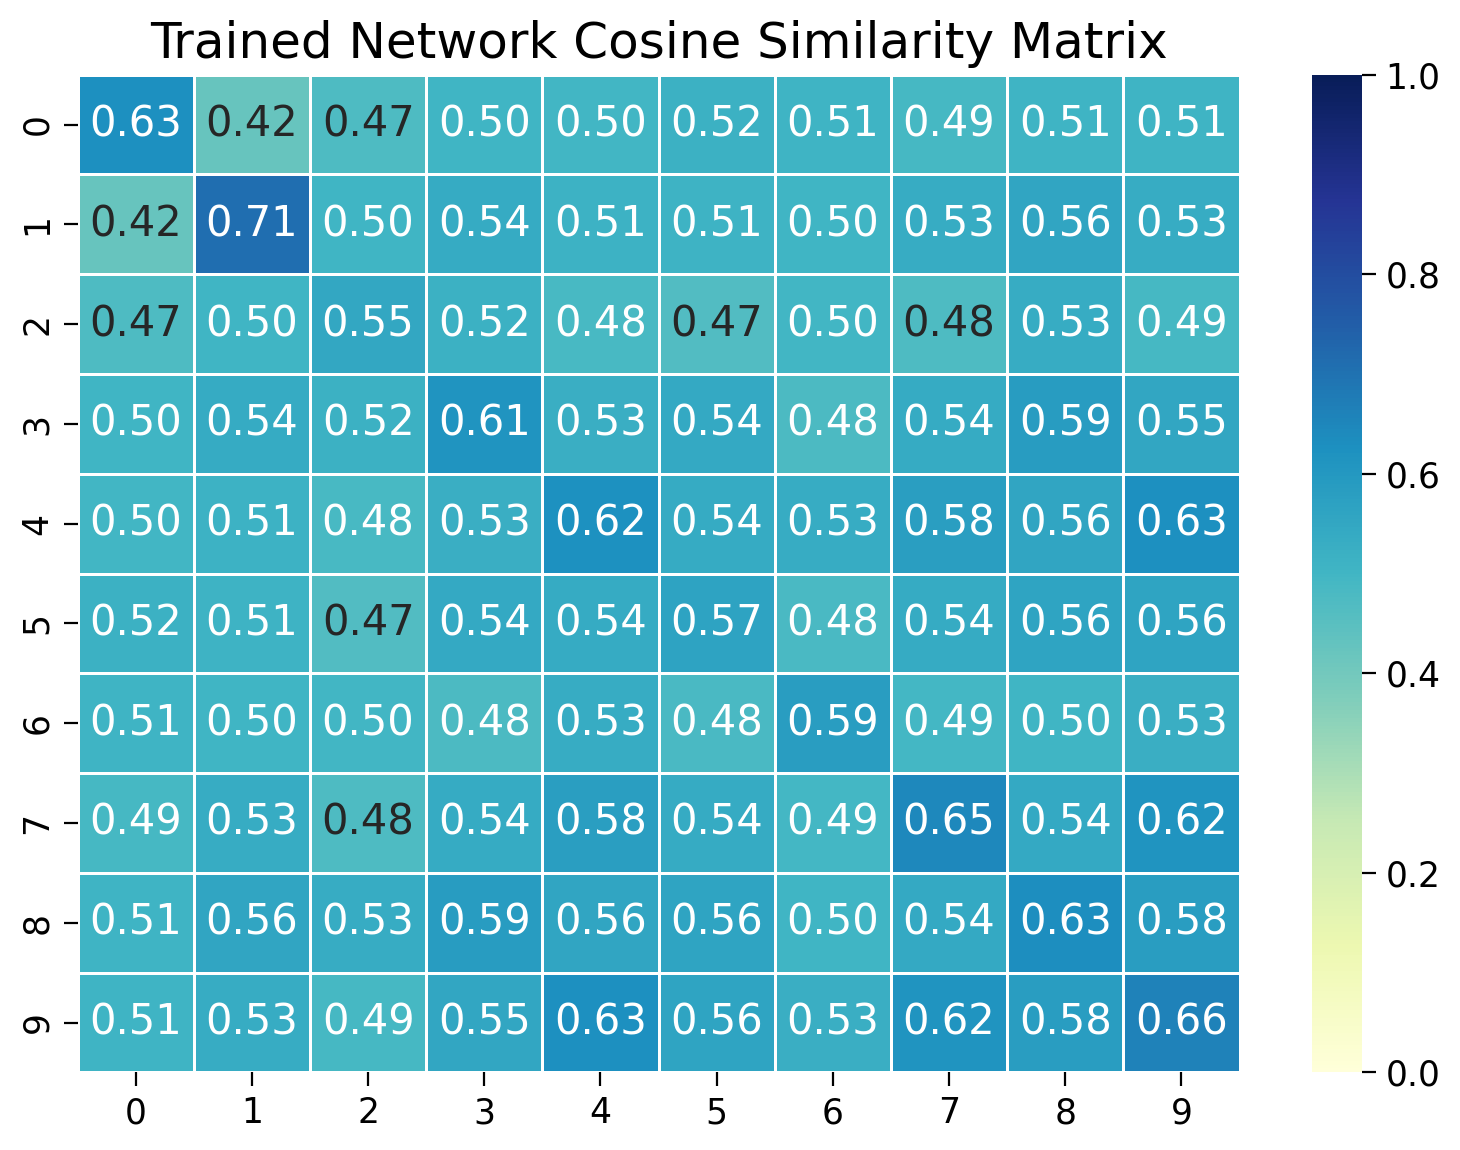 Trained Network Cosine Similarity Matrix
0 0.63 0.42 0.47 0.50 0.50 0.52 0.51 0.49 0.51 0.51
1 0.42 0.71 0.50 0.54 0.51 0.51 0.50 0.53 0.56 0.53
2 0.47 0.50 0.55 0.52 0.48 0.47 0.50 0.48 0.53 0.49
3 0.50 0.54 0.52 0.61 0.53 0.54 0.48 0.54 0.59 0.55
4 0.50 0.51 0.48 0.53 0.62 0.54 0.53 0.58 0.56 0.63
5 0.52 0.51 0.47 0.54 0.54 0.57 0.48 0.54 0.56 0.56
6 0.51 0.50 0.50 0.48 0.53 0.48 0.59 0.49 0.50 0.53
7 0.49 0.53 0.48 0.54 0.58 0.54 0.49 0.65 0.54 0.62
8 0.51 0.56 0.53 0.59 0.56 0.56 0.50 0.54 0.63 0.58
9 0.51 0.53 0.49 0.55 0.63 0.56 0.53 0.62 0.58 0.66
0 1 2 3 4 5 6 7 8 9
1.0
0.8
0.6
0.4
0.2
0.0